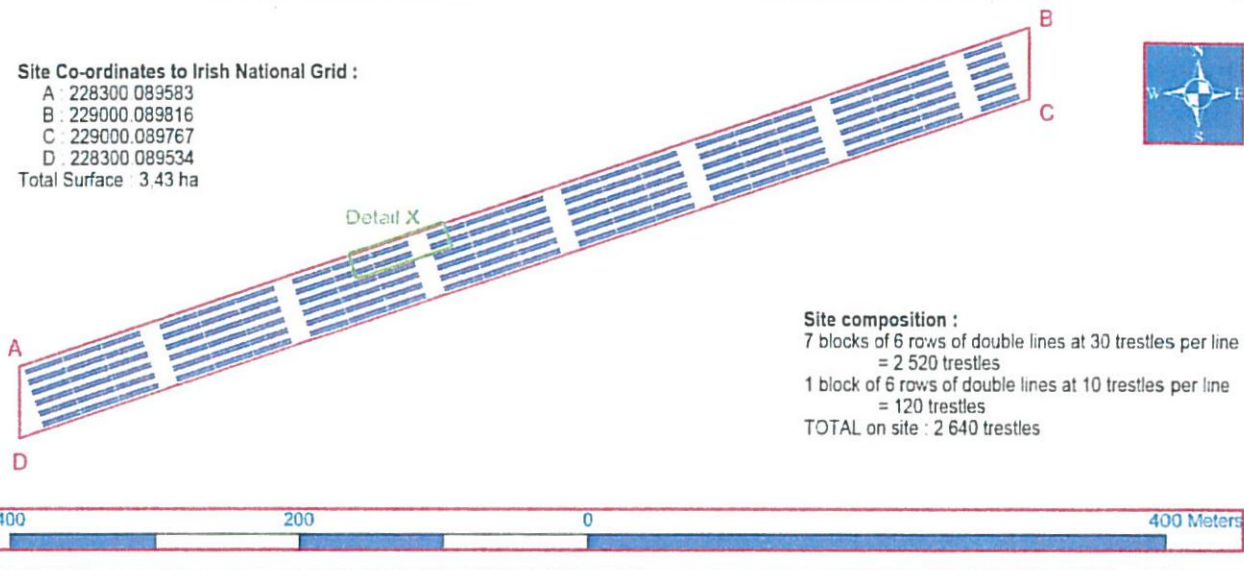 B
Site Co-ordinates to Irish National Grid :
A : 228300.089583
B : 229000.089816
C : 229000.089767
D : 228300.089534
Total Surface : 3,43 ha
N
W E
S
C
Detail X
A
Site composition :
7 blocks of 6 rows of double lines at 30 trestles per line
= 2 520 trestles
1 block of 6 rows of double lines at 10 trestles per line
= 120 trestles
TOTAL on site : 2 640 trestles
D
400 200 0 400 Meters